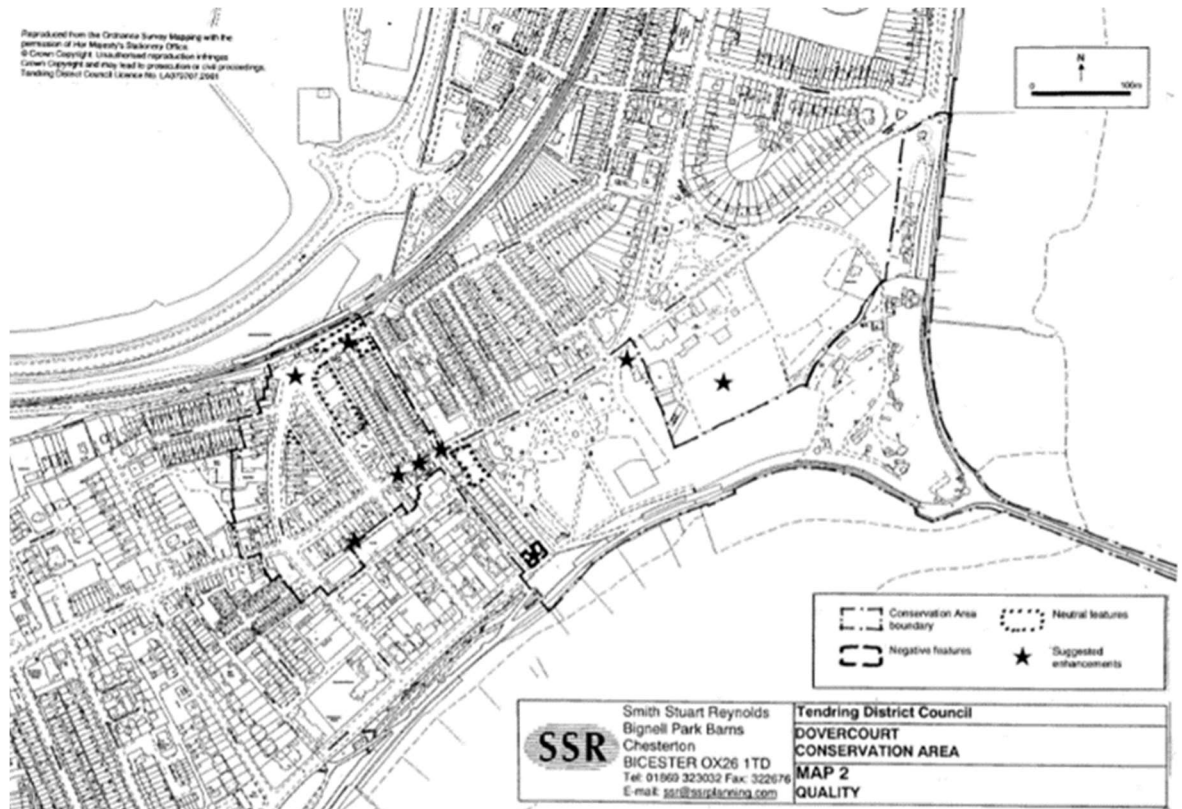 Reproduced from the Ordnance Survey Mapping with the
permission of Her Majesty's Stationery Office.
© Crown Copyright. Unauthorised reproduction infringes
Crown Copyright and may lead to prosecution or civil proceedings.
Tendring District Council Licence No. LA079707 2001
N
0 100m
Conservation Area
boundary
Neutral features
Negative features
Suggested
enhancements
SSR
Smith Stuart Reynolds
Bignell Park Barns
Chesterton
BICESTER OX26 1TD
Tel: 01869 323032 Fax: 322676
E-mail: ssr@ssrplanning.com
Tendring District Council
DOVERCOURT
CONSERVATION AREA
MAP 2
QUALITY